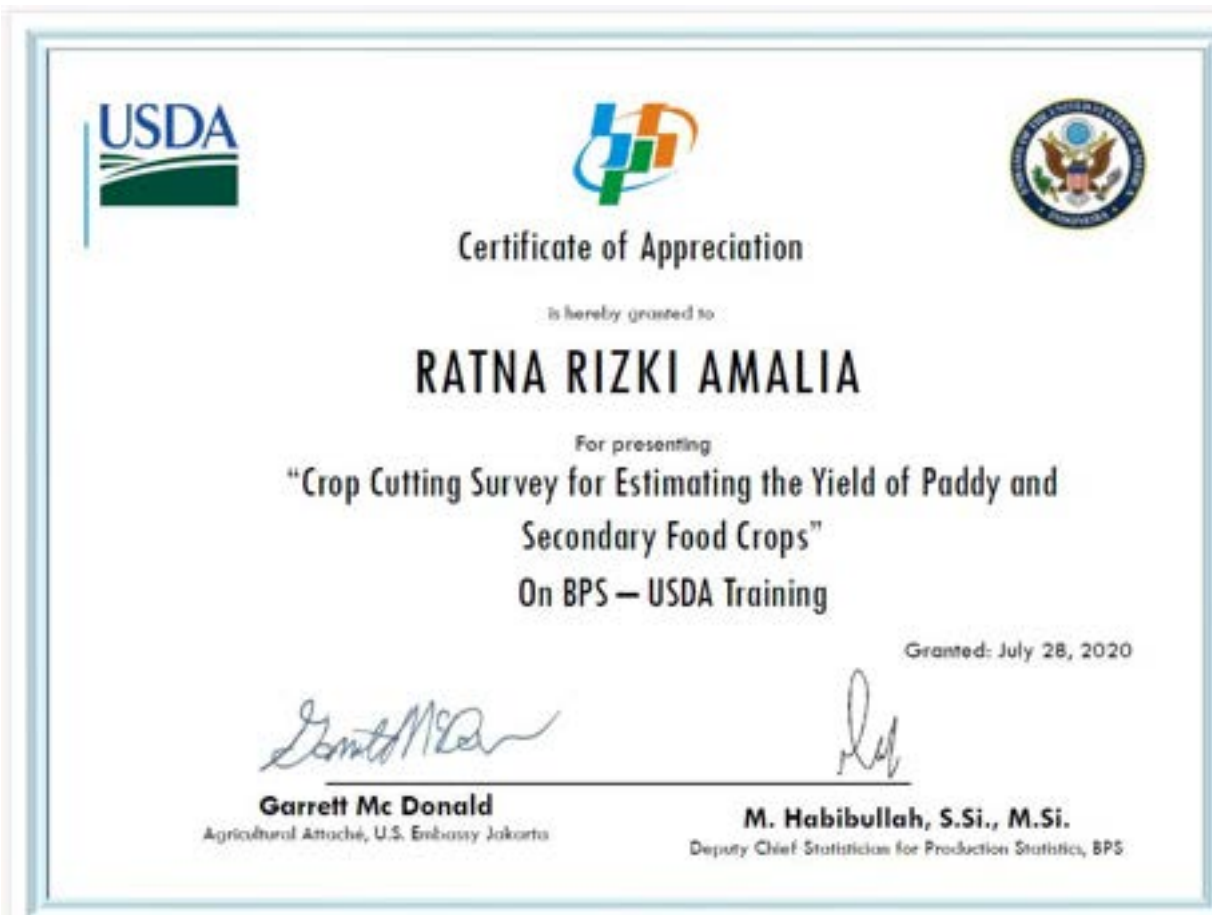 USDA
Certificate of Appreciation
is hereby granted to
RATNA RIZKI AMALIA
For presenting
“Crop Cutting Survey for Estimating the Yield of Paddy and
Secondary Food Crops”
On BPS – USDA Training
Granted: July 28, 2020
Garrett Mc Donald
Agricultural Attaché, U.S. Embassy Jakarta
M. Habibullah, S.Si., M.Si.
Deputy Chief Statistician for Production Statistics, BPS